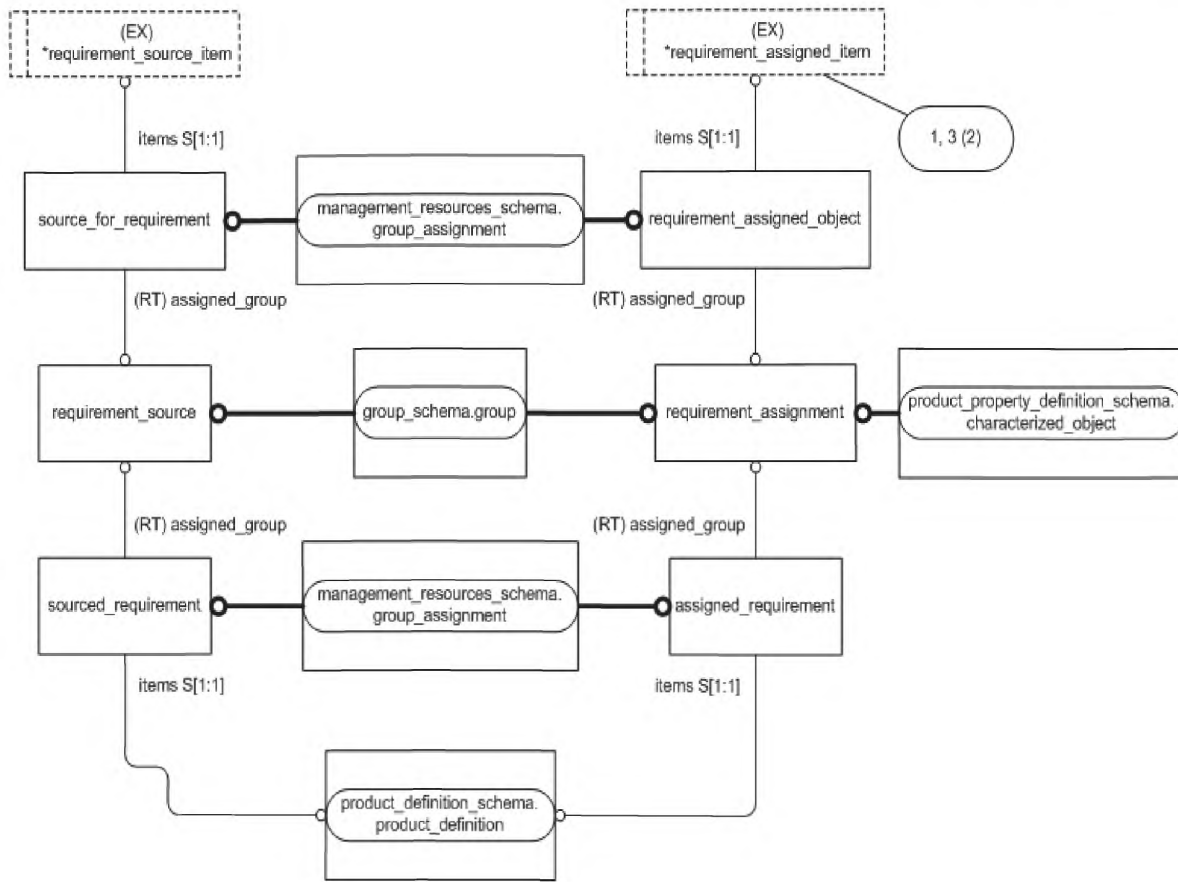 (EX)
*requirement_source_item
(EX)
*requirement_assigned_item
1, 3 (2)
items S[1:1]
items S[1:1]
source_for_requirement
management_resources_schema.
group_assignment
requirement_assigned_object
(RT) assigned_group
(RT) assigned_group
requirement_source
group_schema.group
requirement_assignment
product_property_definition_schema.
characterized_object
(RT) assigned_group
(RT) assigned_group
sourced_requirement
management_resources_schema.
group_assignment
assigned_requirement
items S[1:1]
items S[1:1]
product_definition_schema.
product_definition